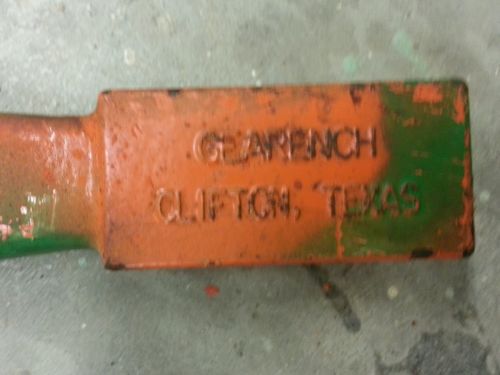 GEARENCH
CLIFTON, TEXAS